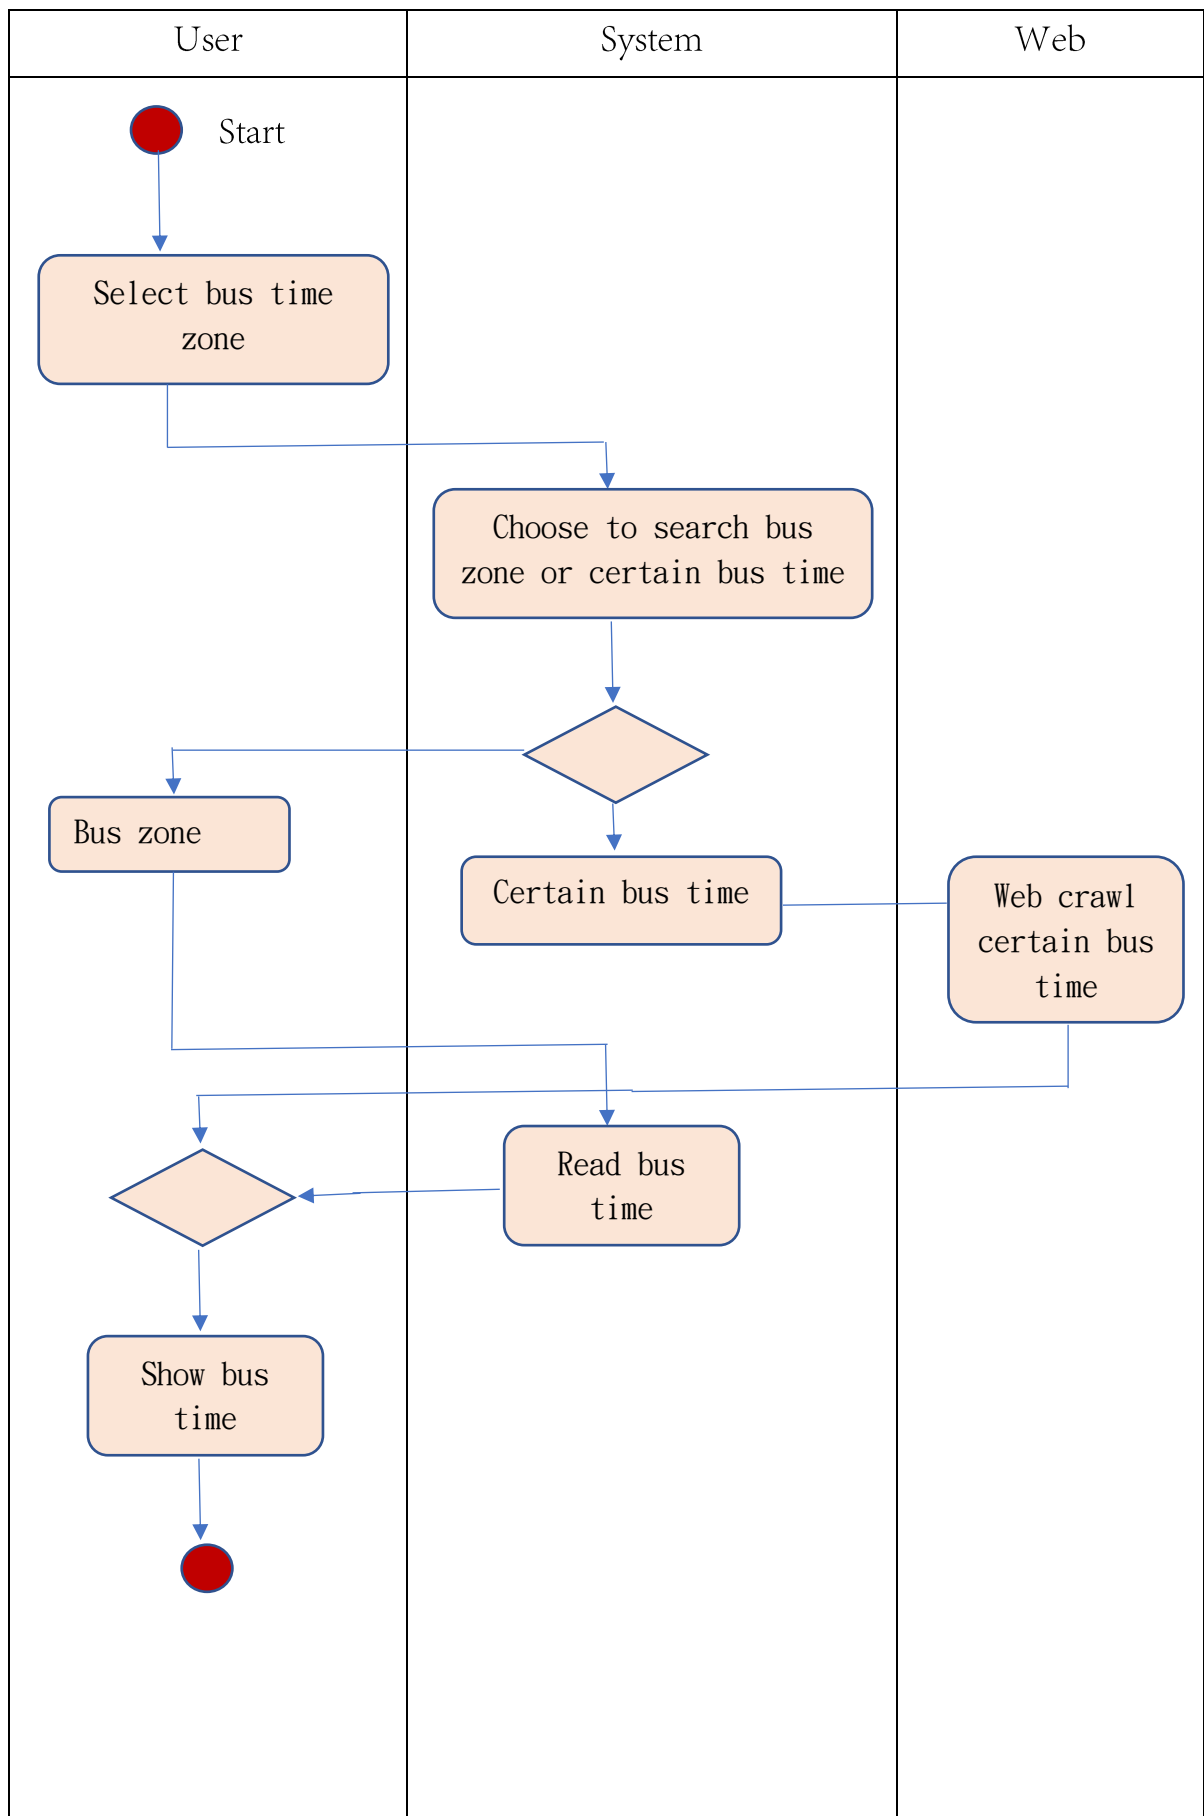 User
System
Web
Start
Select bus time
zone
Choose to search bus
zone or certain bus time
Bus zone
Certain bus time
Web crawl
certain bus
time
Read bus
time
Show bus
time